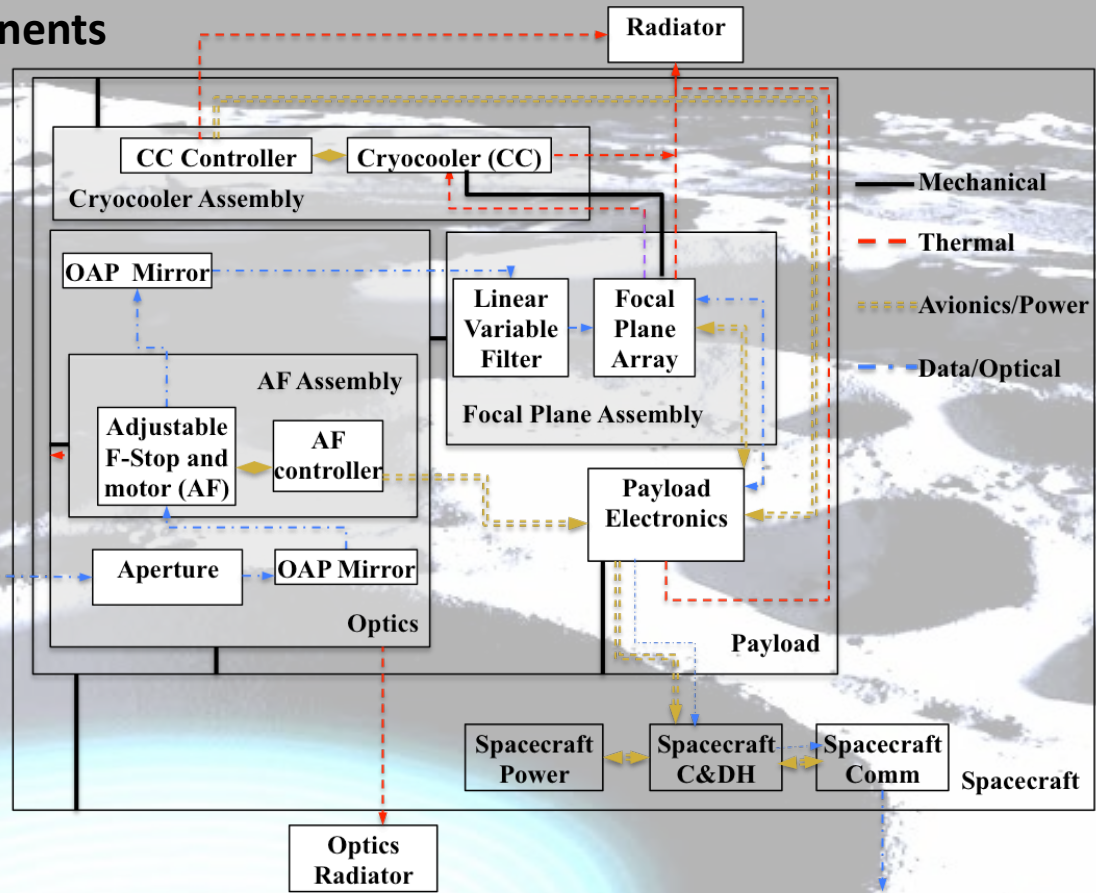 Radiator
CC Controller
Cryocooler (CC)
Cryocooler Assembly
Mechanical
Thermal
Avionics/Power
Data/Optical
OAP  Mirror
Linear
Variable
Filter
Focal
Plane
Array
Focal Plane Assembly
AF Assembly
Adjustable
F-Stop and
motor (AF)
AF
controller
Payload
Electronics
Aperture
OAP Mirror
Optics
Payload
Spacecraft
Power
Spacecraft
C&DH
Spacecraft
Comm
Spacecraft
Optics
Radiator